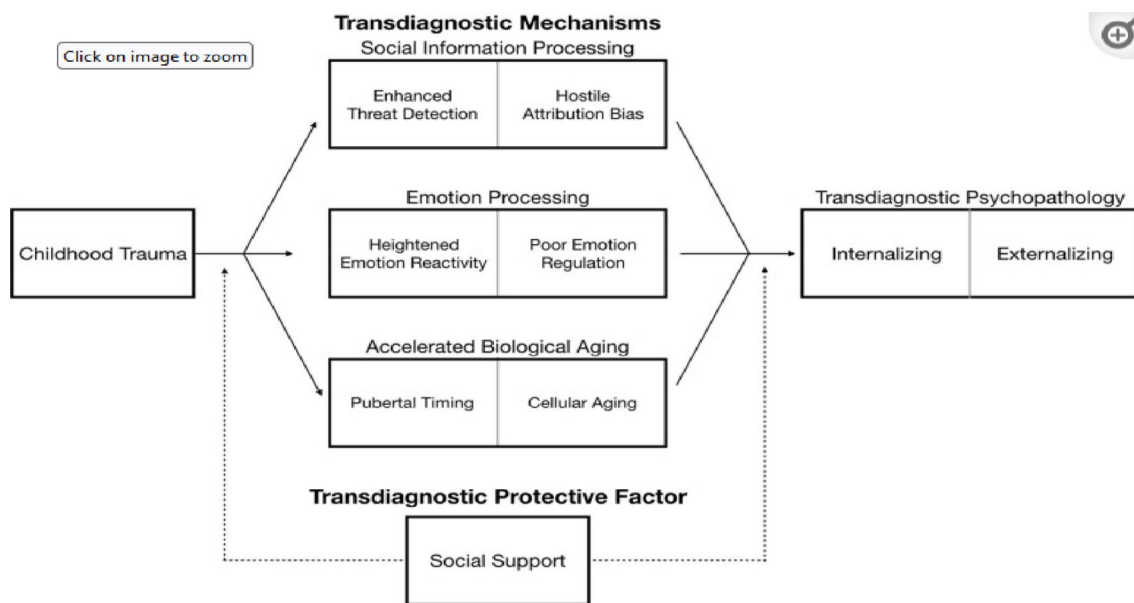 Transdiagnostic Mechanisms
Social Information Processing
Click on image to zoom
Enhanced
Threat Detection
Hostile
Attribution Bias
Emotion Processing
Transdiagnostic Psychopathology
Childhood Trauma
Heightened
Emotion Reactivity
Poor Emotion
Regulation
Internalizing
Externalizing
Accelerated Biological Aging
Pubertal Timing
Cellular Aging
Transdiagnostic Protective Factor
Social Support